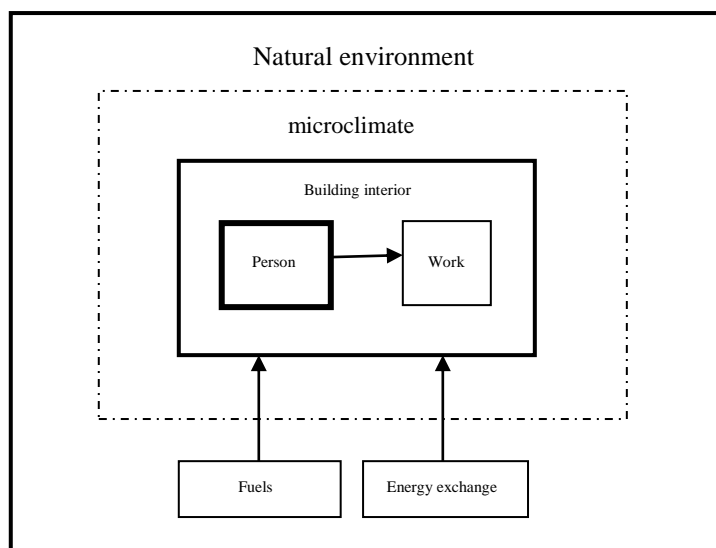 Natural environment
microclimate
Building interior
Person
Work
Fuels
Energy exchange